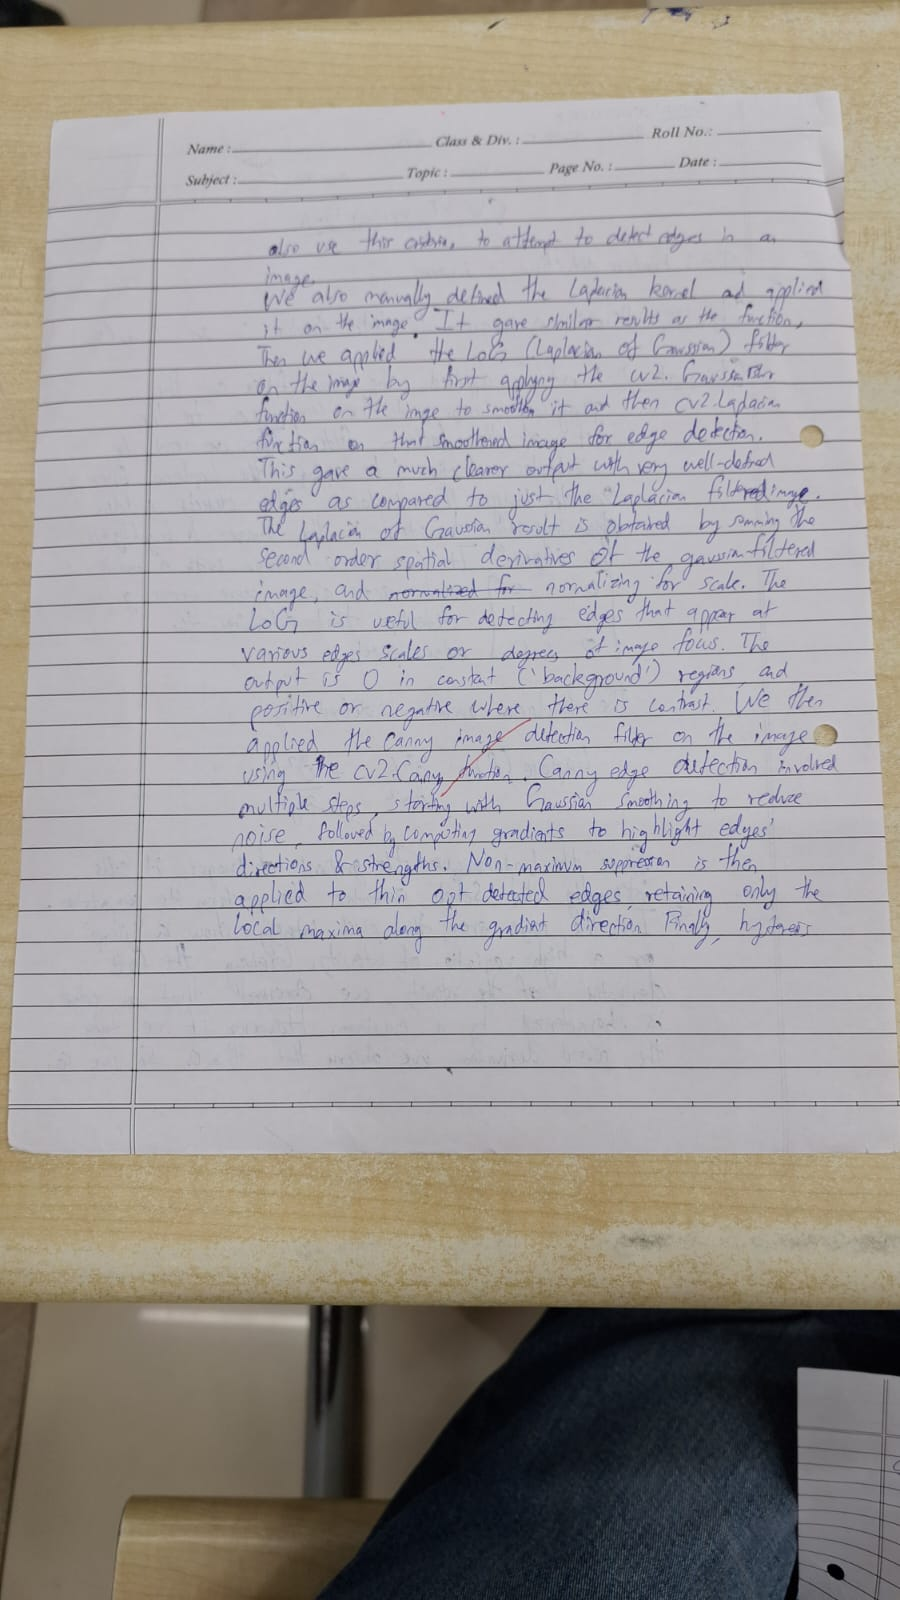 Name :
Class & Div. :
Roll No.:
Subject :
Topic :
Page No. :
Date :
also use this criteria to attempt to detect edges in an
image.
We also manually defined the Laplacian kernel ad applied
it on the image. It gave similar results as the function,
Then we applied the LoG (Laplacian of Gaussian) filter
on the image by first applying the cv2. GaussianBlur
function on the image to smoothen it and then cv2.Laplacian
function on that smoothened image for edge detection.
This gave a much clearer output with very well-defined
edges as compared to just the Laplacian filtered image.
The Laplacian of Gaussian result is obtained by summing the
second order spatial derivatives of the gaussian filtered
image, and normalized for normalizing for scale. The
LoG is useful for detecting edges that appear at
various edges scales or degrees of image focus. The
output is 0 in constant ('background') regions, and
positive or negative where there is contrast. We then
applied the Canny image detection filter on the image
using the cv2.Canny function. Canny edge detection involved
multiple steps, starting with Gaussian smoothing to reduce
noise, followed by computing gradients to highlight edges'
directions & strengths. Non-maximum suppression is then
applied to thin out detected edges, retaining only the
local maxima along the gradient direction. Finally, hysteresis